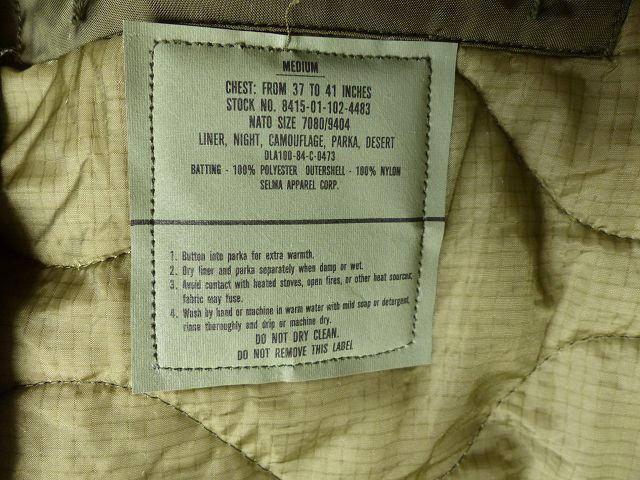 MEDIUM
CHEST: FROM 37 TO 41 INCHES
STOCK NO. 8415-01-102-4483
NATO SIZE 7080/9404
LINER, NIGHT, CAMOUFLAGE, PARKA, DESERT
DLA100-84-C-0473
BATTING - 100% POLYESTER OUTERSHELL - 100% NYLON
SELMA APPAREL CORP.
1. Button into parka for extra warmth.
2. Dry liner and parka separately when damp or wet.
3. Avoid contact with heated stoves, open fires, or other heat sources;
fabric may fuse.
4. Wash by hand or machine in warm water with mild soap or detergent,
rinse thoroughly and drip or machine dry.
DO NOT DRY CLEAN.
DO NOT REMOVE THIS LABEL